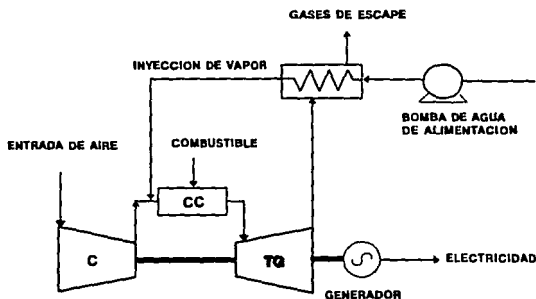 GASES DE ESCAPE
INYECCION DE VAPOR
BOMBA DE AGUA
DE ALIMENTACION
ENTRADA DE AIRE
COMBUSTIBLE
CC
C
TG
ELECTRICIDAD
GENERADOR